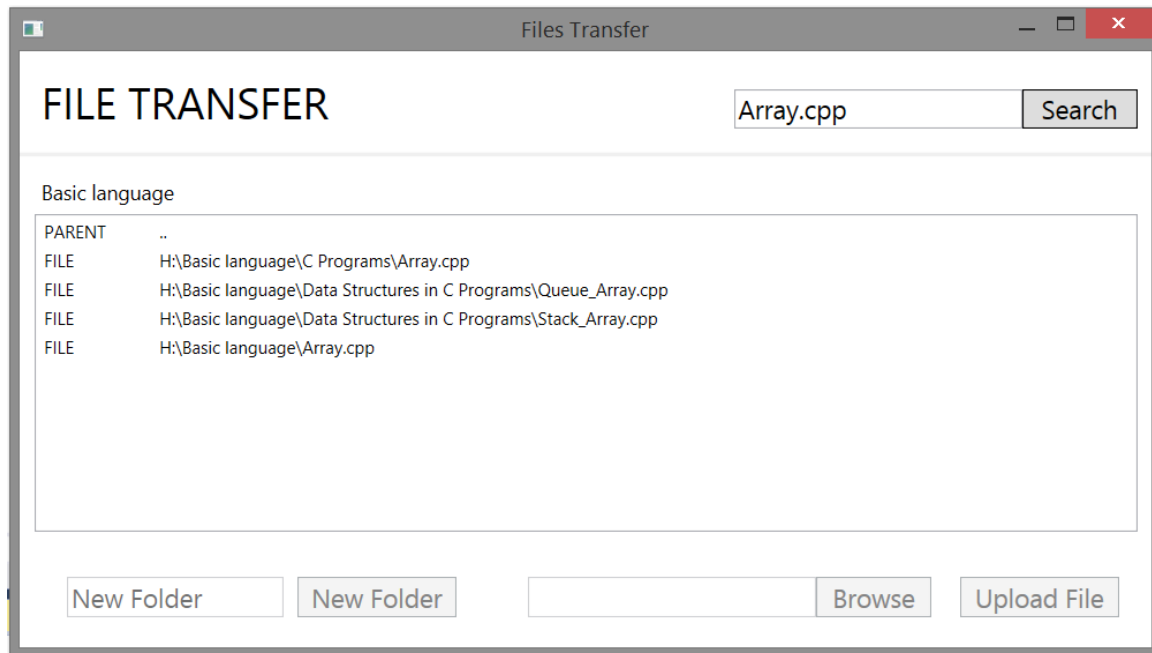 Files Transfer
FILE TRANSFER
Array.cpp Search
Basic language
PARENT ..
FILE H:\Basic language\C Programs\Array.cpp
FILE H:\Basic language\Data Structures in C Programs\Queue_Array.cpp
FILE H:\Basic language\Data Structures in C Programs\Stack_Array.cpp
FILE H:\Basic language\Array.cpp
New Folder New Folder Browse Upload File